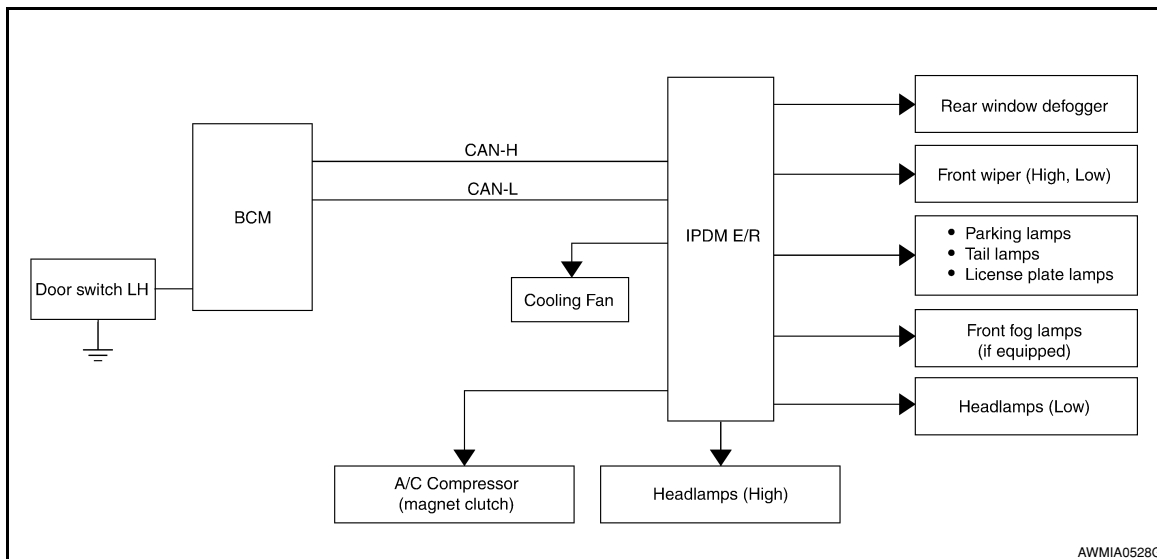 Rear window defogger
CAN-H
Front wiper (High, Low)
CAN-L
BCM
IPDM E/R
• Parking lamps
• Tail lamps
• License plate lamps
Door switch LH
Cooling Fan
Front fog lamps
(if equipped)
Headlamps (Low)
A/C Compressor
(magnet clutch)
Headlamps (High)